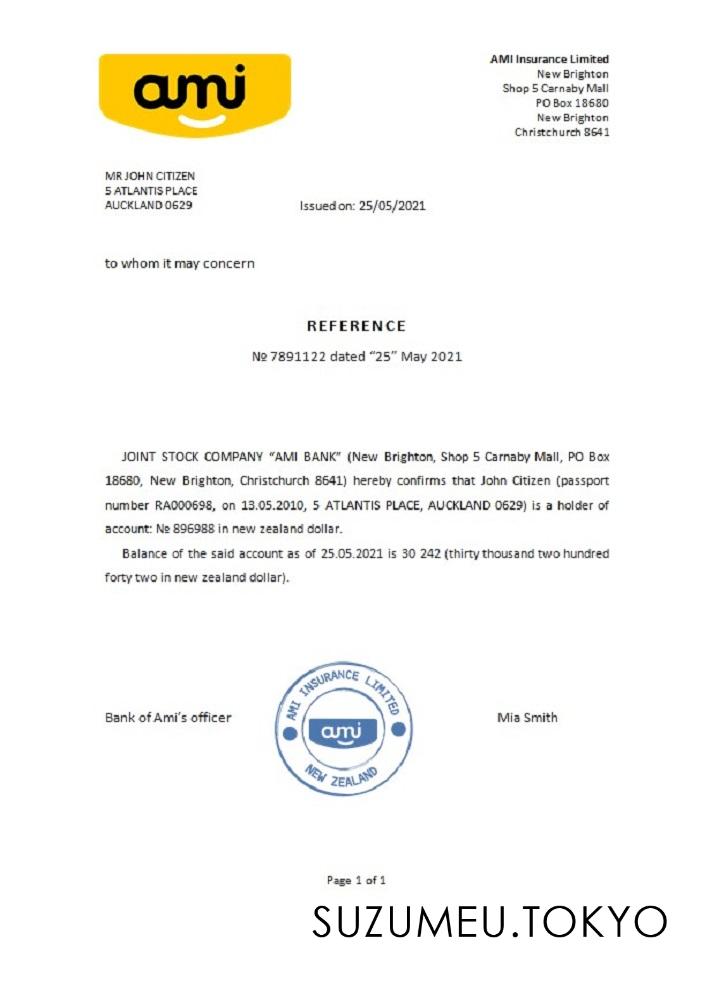 ami
AMI Insurance Limited
New Brighton
Shop 5 Carnaby Mall
PO Box 18680
New Brighton
Christchurch 8641
MR JOHN CITIZEN
5 ATLANTIS PLACE
AUCKLAND 0629
Issued on: 25/05/2021
to whom it may concern
REFERENCE
№ 7891122 dated “25” May 2021
JOINT STOCK COMPANY “AMI BANK” (New Brighton, Shop 5 Carnaby Mall, PO Box
18680, New Brighton, Christchurch 8641) hereby confirms that John Citizen (passport
number RA000698, on 13.05.2010, 5 ATLANTIS PLACE, AUCKLAND 0629) is a holder of
account: № 896988 in new zealand dollar.
Balance of the said account as of 25.05.2021 is 30 242 (thirty thousand two hundred
forty two in new zealand dollar).
Bank of Ami’s officer
AMI INSURANCE LIMITED
ami
NEW ZEALAND
Mia Smith
Page 1 of 1
SUZUMEU.TOKYO